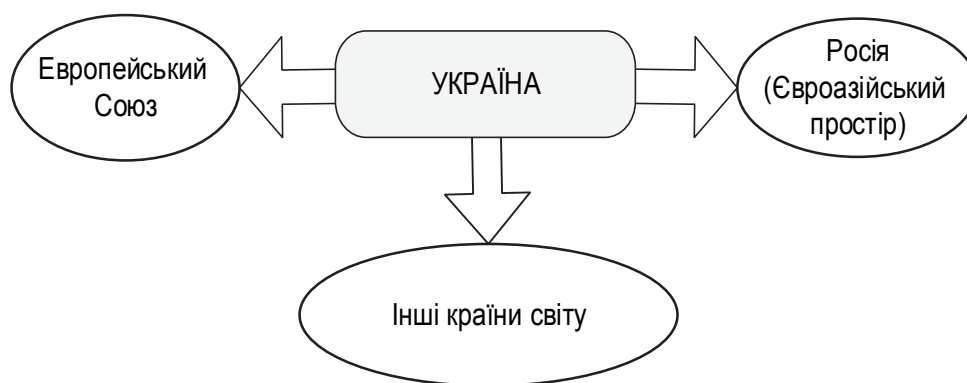 Европейський
Союз
УКРАЇНА
Росія
(Євроазійський
простір)
Інші країни світу